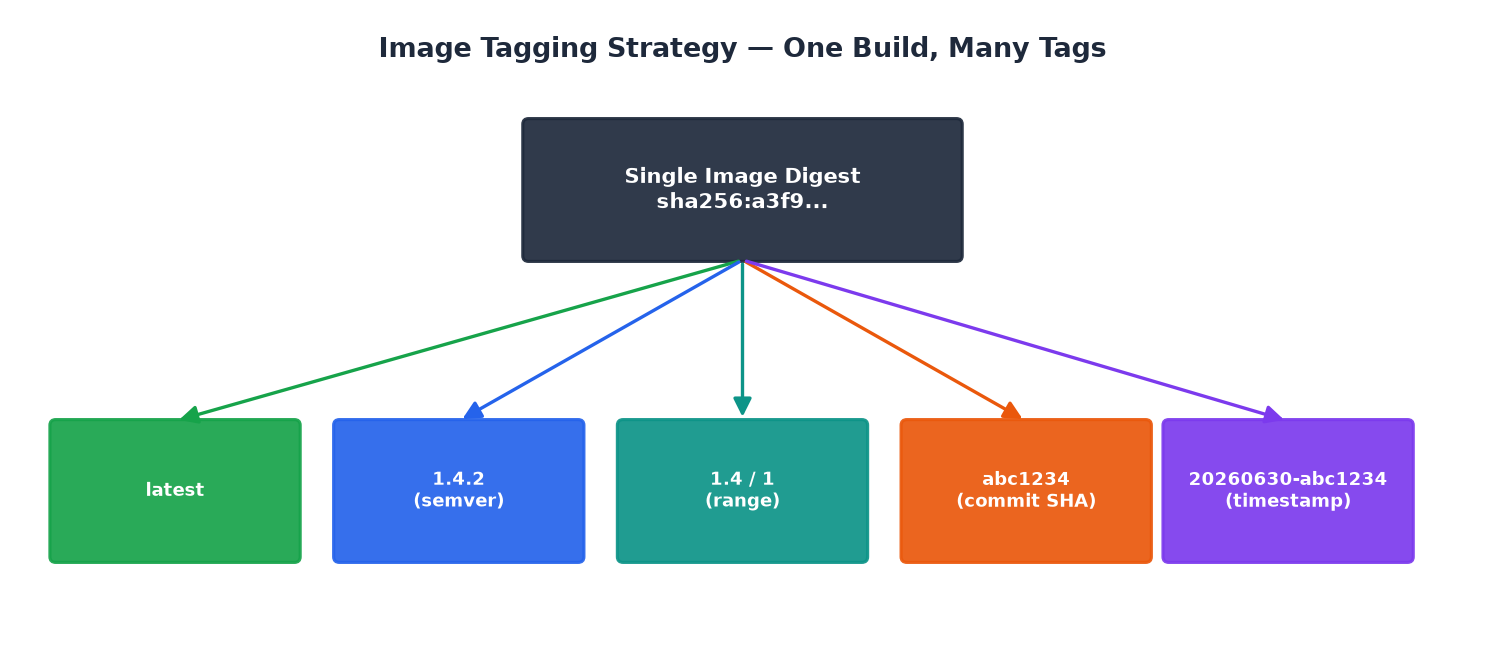 Image Tagging Strategy — One Build, Many Tags
Single Image Digest
sha256:a3f9...
latest
1.4.2
(semver)
1.4 / 1
(range)
abc1234
(commit SHA)
20260630-abc1234
(timestamp)